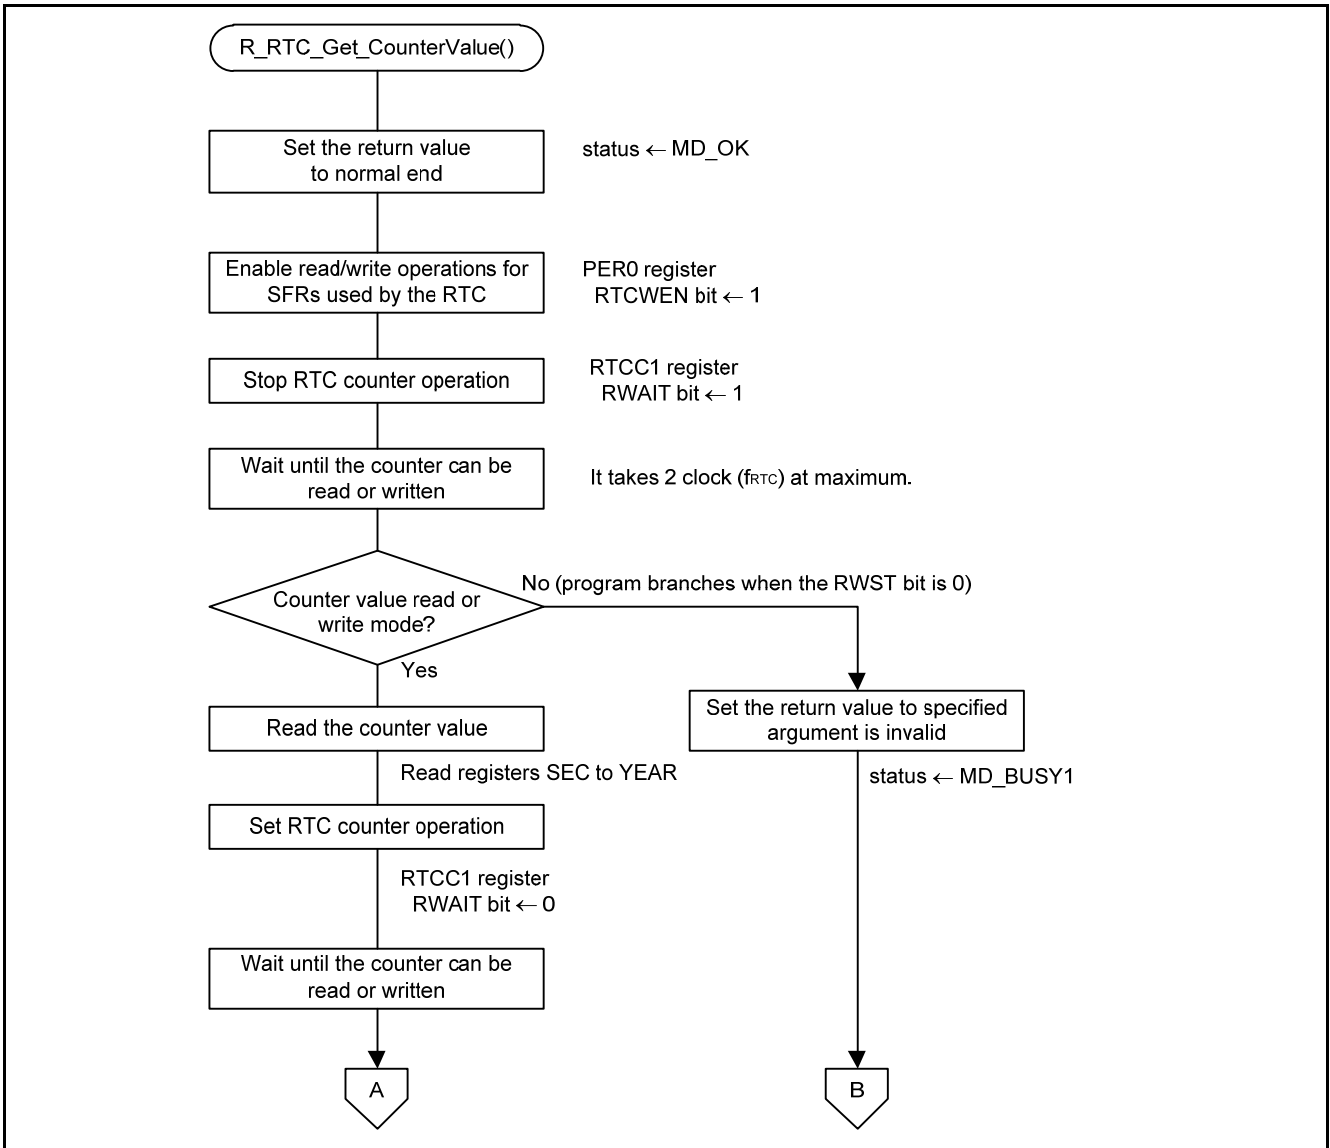 R_RTC_Get_CounterValue()
Set the return value
to normal end
status ← MD_OK
Enable read/write operations for
SFRs used by the RTC
PER0 register
RTCWEN bit ← 1
Stop RTC counter operation
RTCC1 register
RWAIT bit ← 1
Wait until the counter can be
read or written
It takes 2 clock (fRTC) at maximum.
Counter value read or
write mode?
No (program branches when the RWST bit is 0)
Yes
Read the counter value
Set the return value to specified
argument is invalid
Read registers SEC to YEAR
status ← MD_BUSY1
Set RTC counter operation
RTCC1 register
RWAIT bit ← 0
Wait until the counter can be
read or written
A
B